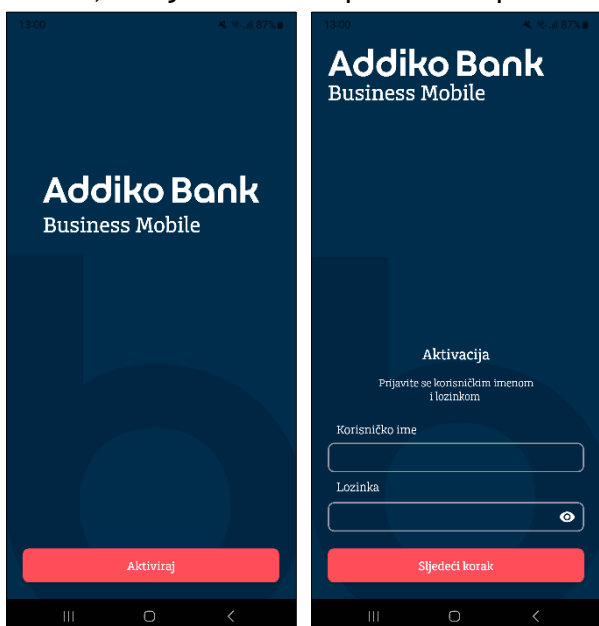 13:00
87%
Addiko Bank
Business Mobile
Aktiviraj
13:00
87%
Addiko Bank
Business Mobile
Aktivacija
Prijavite se korisničkim imenom
i lozinkom
Korisničko ime
Lozinka
Sljedeći korak